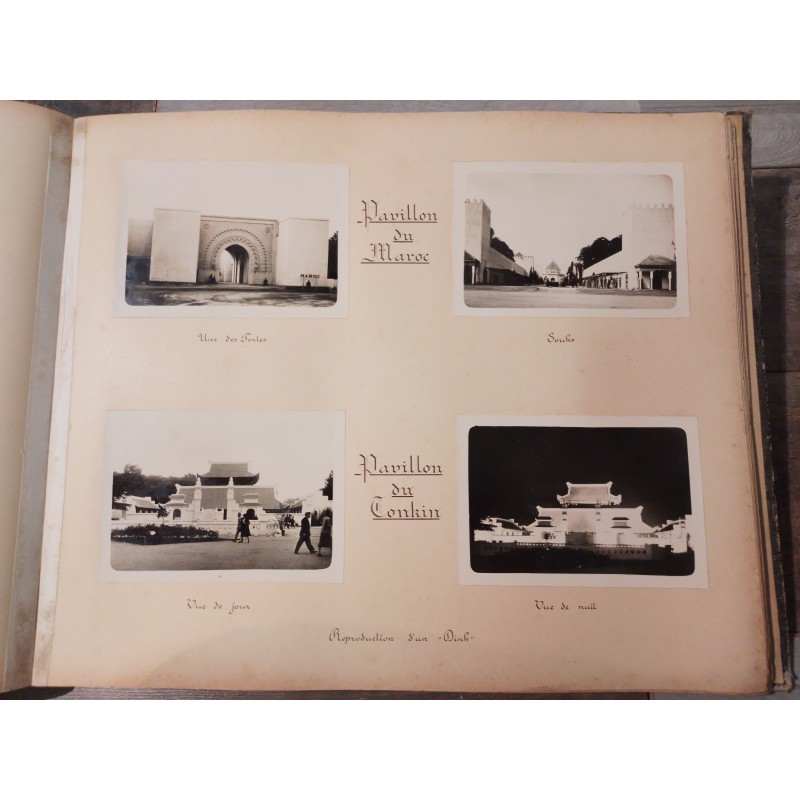 Pavillon
du
Maroc
MAROC
Une des Portes
Souks
Pavillon
du
Tonkin
Vue de jour
Vue de nuit
Reproduction d'un "Dinh"